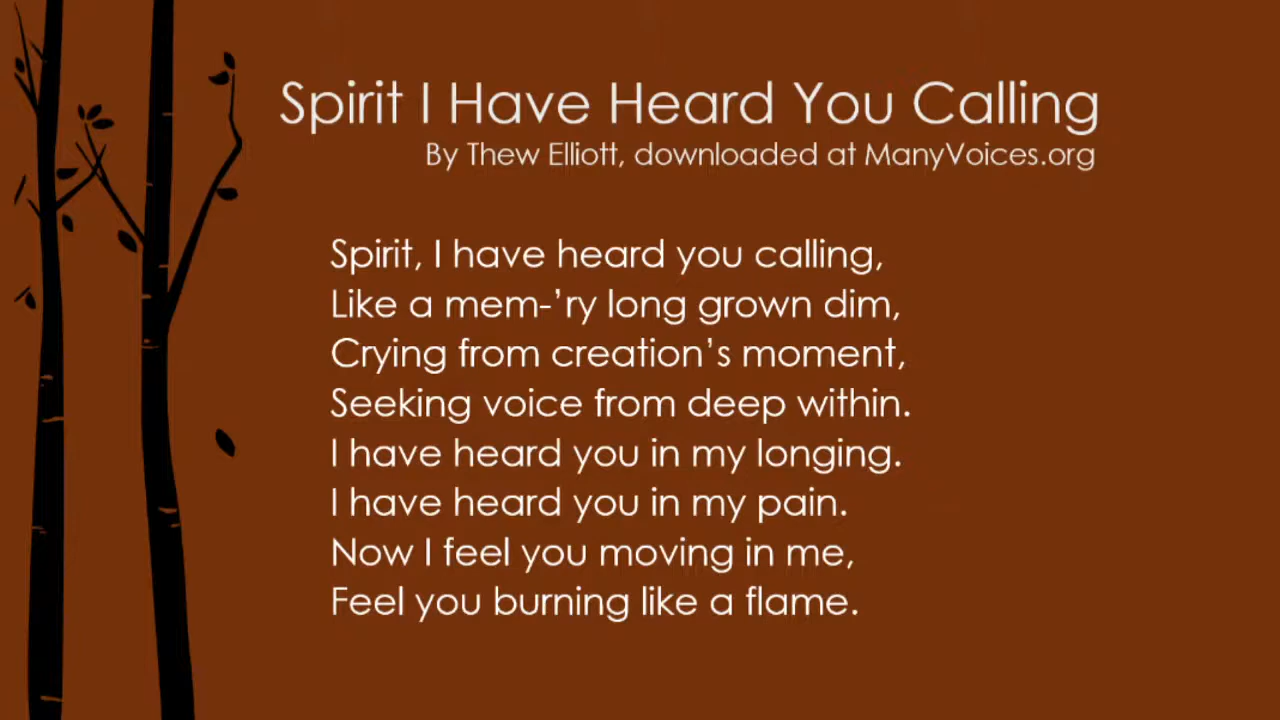 Spirit I Have Heard You Calling
By Thew Elliott, downloaded at ManyVoices.org
Spirit, I have heard you calling,
Like a mem-’ry long grown dim,
Crying from creation’s moment,
Seeking voice from deep within.
I have heard you in my longing.
I have heard you in my pain.
Now I feel you moving in me,
Feel you burning like a flame.